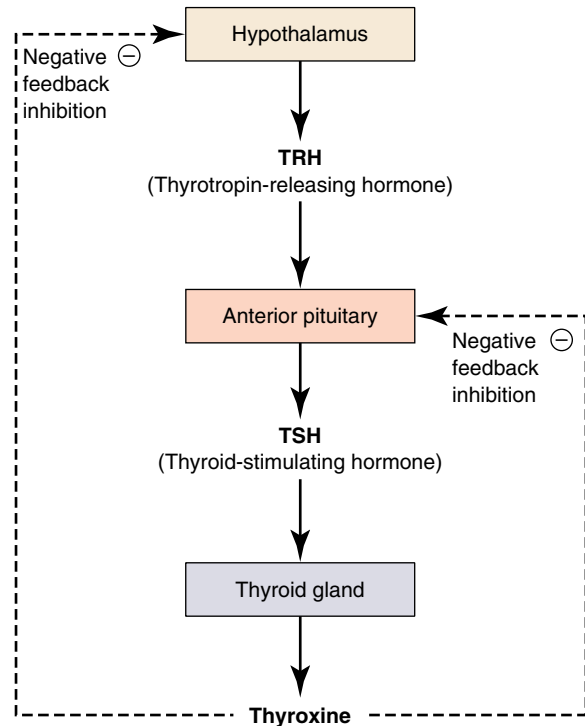 Hypothalamus
Negative ⊖
feedback
inhibition
TRH
(Thyrotropin-releasing hormone)
Anterior pituitary
Negative ⊖
feedback
inhibition
TSH
(Thyroid-stimulating hormone)
Thyroid gland
Thyroxine